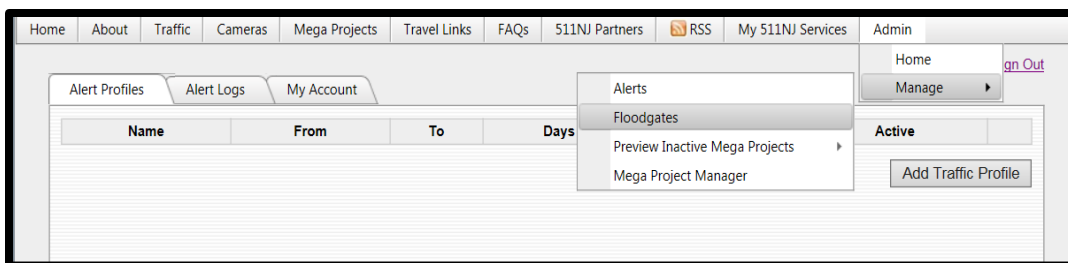 Home About Traffic Cameras Mega Projects Travel Links FAQs 511NJ Partners RSS My 511NJ Services Admin
Home
gn Out
Alert Profiles Alert Logs My Account
Alerts
Manage
Floodgates
Name From To Days Active
Preview Inactive Mega Projects
Add Traffic Profile
Mega Project Manager